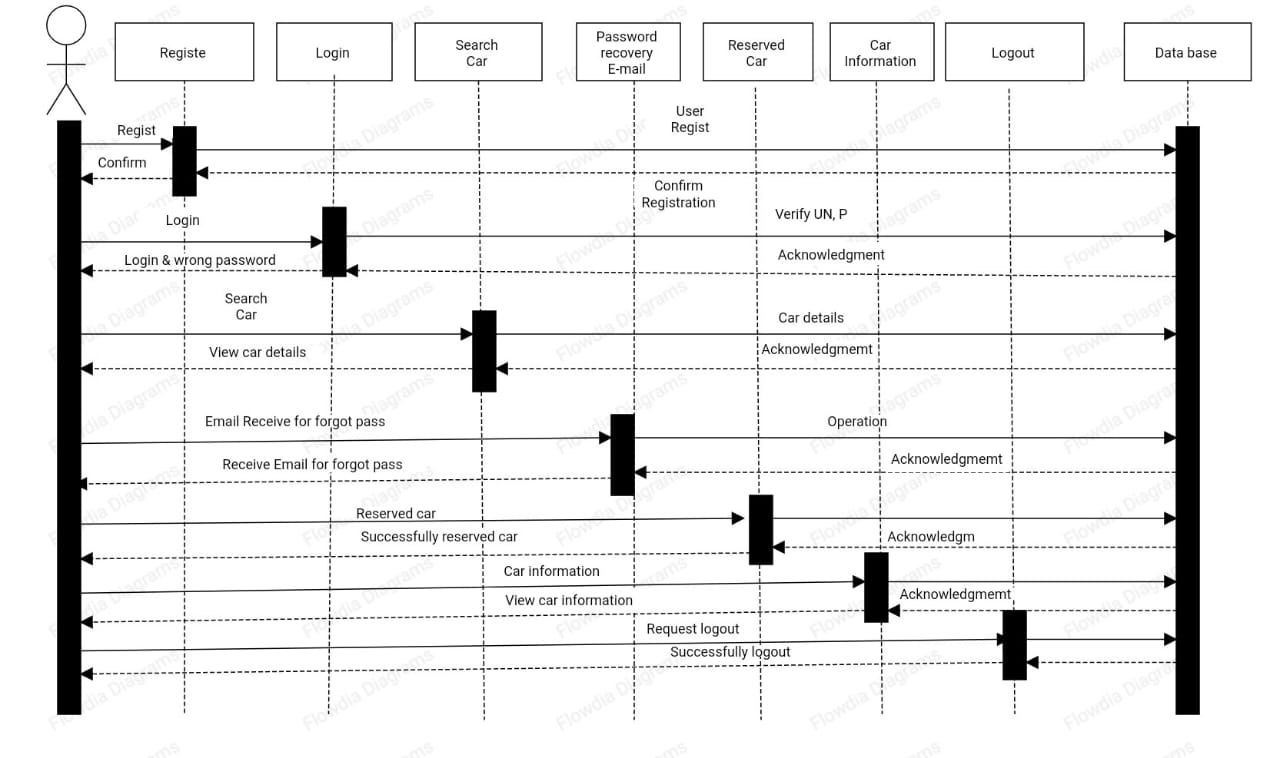 Registe
Login
Search
Car
Password
recovery
E-mail
Reserved
Car
Car
Information
Logout
Data base
User
Regist
Regist
Confirm
Confirm
Registration
Login
Verify UN, P
Login & wrong password
Acknowledgment
Search
Car
Car details
View car details
Acknowledgmemt
Email Receive for forgot pass
Operation
Receive Email for forgot pass
Acknowledgmemt
Reserved car
Successfully reserved car
Acknowledgm
Car information
View car information
Acknowledgmemt
Request logout
Successfully logout
Flowdia Diagrams